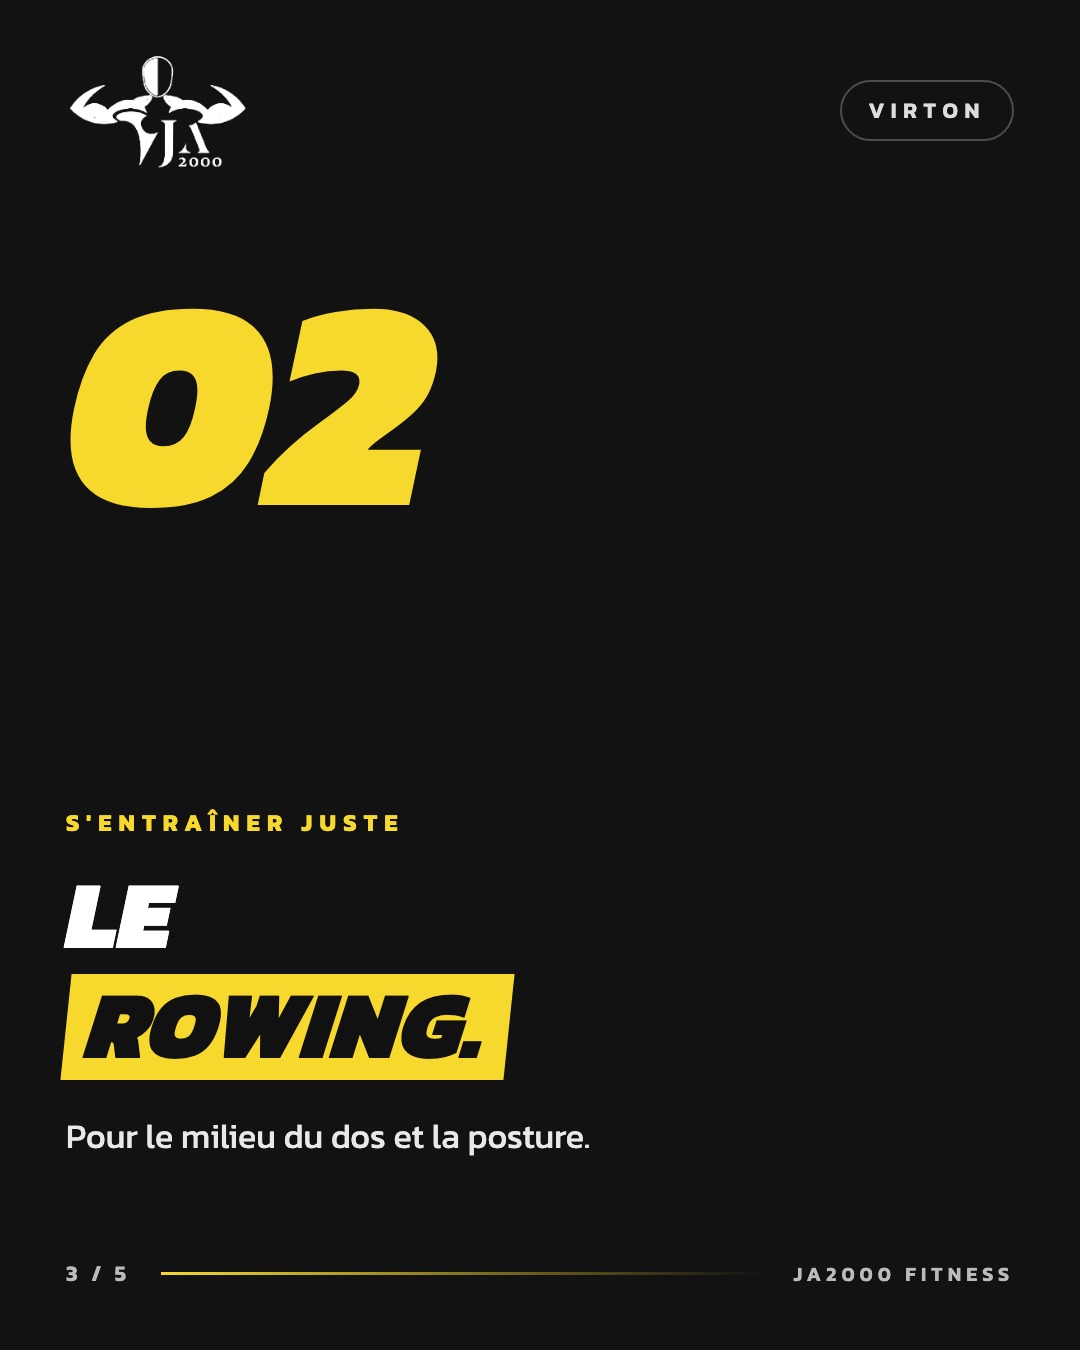 JA
2000
VIRTON
02
S'ENTRAÎNER JUSTE
LE
ROWING.
Pour le milieu du dos et la posture.
3 / 5
JA2000 FITNESS